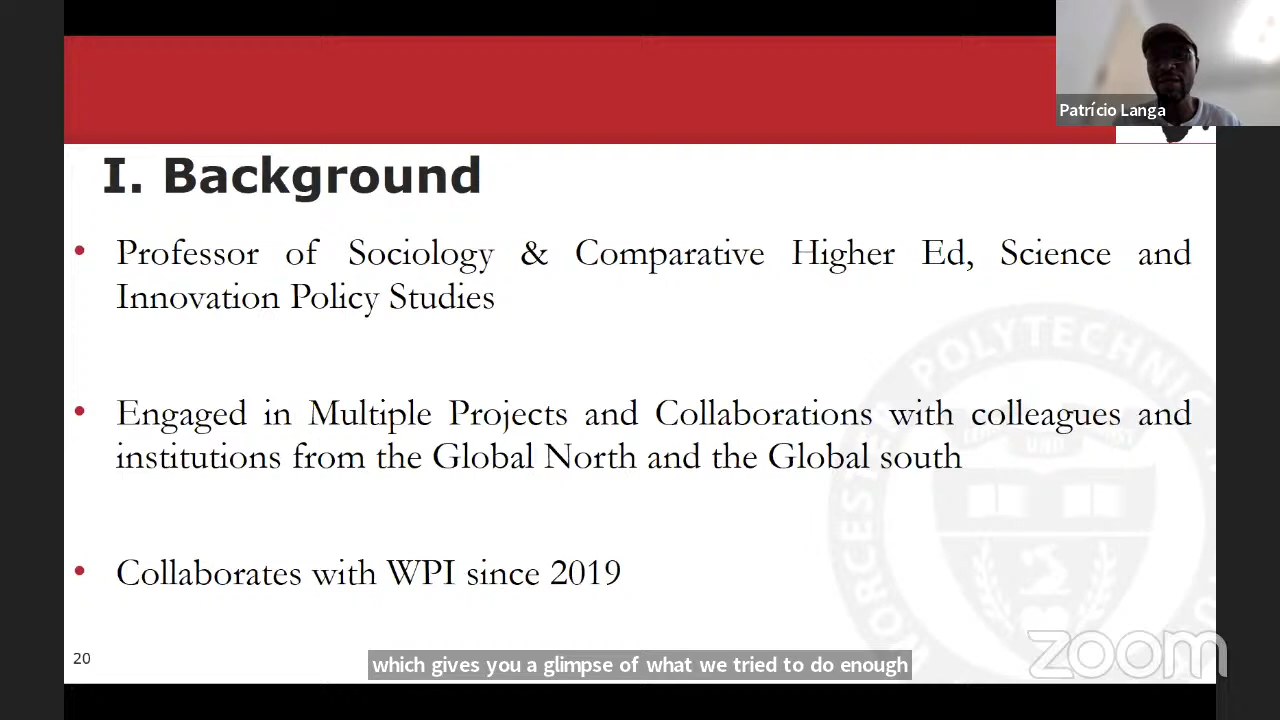 Patrício Langa
I. Background
• Professor of Sociology & Comparative Higher Ed, Science and
Innovation Policy Studies
• Engaged in Multiple Projects and Collaborations with colleagues and
institutions from the Global North and the Global south
• Collaborates with WPI since 2019
POLYTECHNIC
20
which gives you a glimpse of what we tried to do enough
zoom